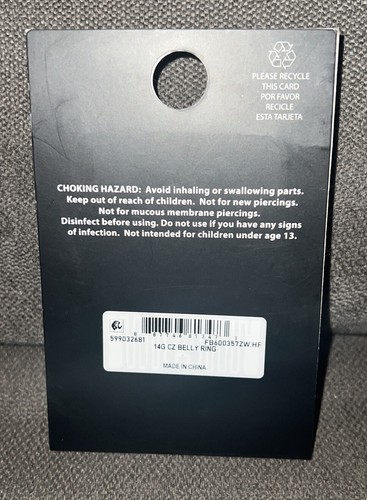 PLEASE RECYCLE
THIS CARD
POR FAVOR
RECICLE
ESTA TARJETA
CHOKING HAZARD: Avoid inhaling or swallowing parts.
Keep out of reach of children. Not for new piercings.
Not for mucous membrane piercings.
Disinfect before using. Do not use if you have any signs
of infection. Not intended for children under age 13.
599032681
FB600357ZW.HF
14G CZ BELLY RING
MADE IN CHINA